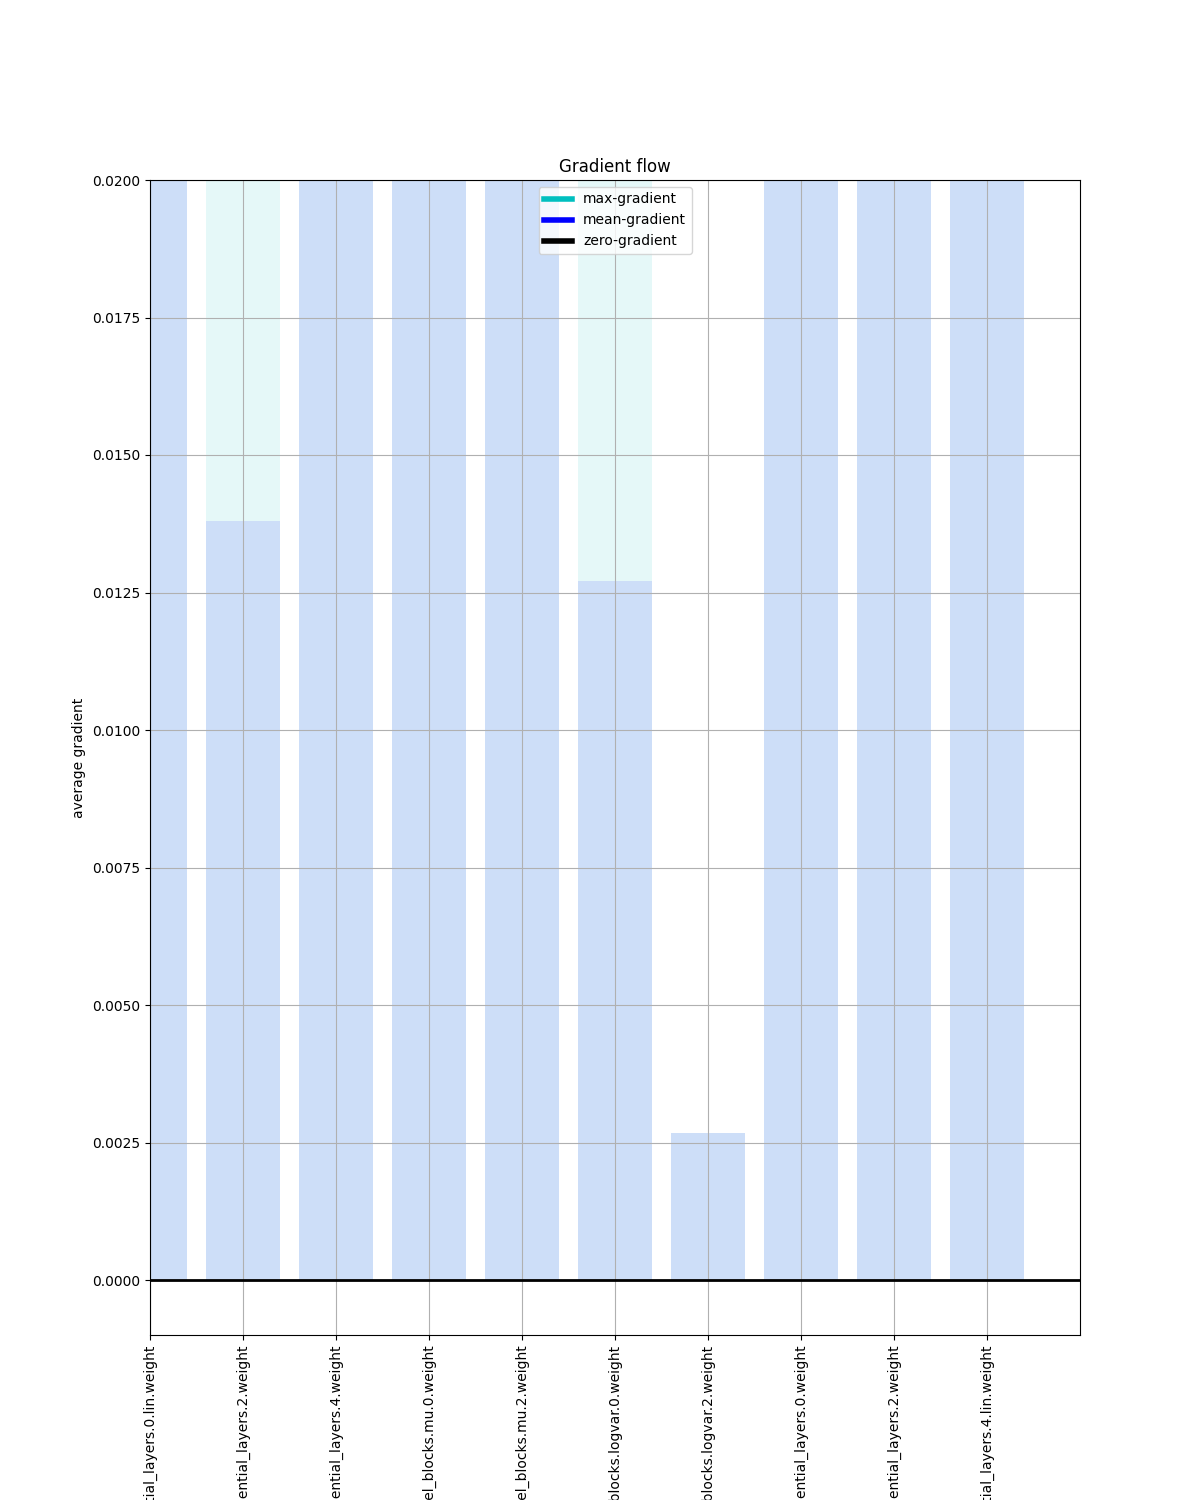 Gradient flow
max-gradient
mean-gradient
zero-gradient
average gradient
0.0200
0.0175
0.0150
0.0125
0.0100
0.0075
0.0050
0.0025
0.0000
tial_layers.0.lin.weight
ential_layers.2.weight
ential_layers.4.weight
el_blocks.mu.0.weight
el_blocks.mu.2.weight
blocks.logvar.0.weight
blocks.logvar.2.weight
ential_layers.0.weight
ential_layers.2.weight
tial_layers.4.lin.weight